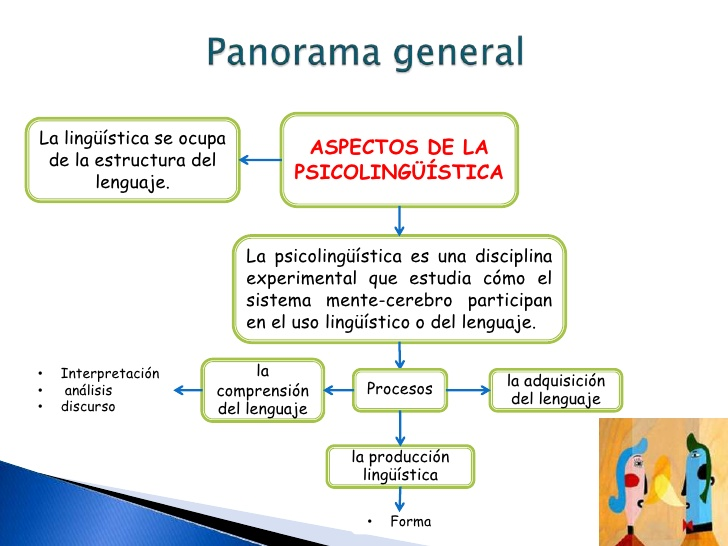 Panorama general
La lingüística se ocupa
de la estructura del
lenguaje.
ASPECTOS DE LA
PSICOLINGÜÍSTICA
La psicolingüística es una disciplina
experimental que estudia cómo el
sistema mente-cerebro participan
en el uso lingüístico o del lenguaje.
• Interpretación
• análisis
• discurso
la
comprensión
del lenguaje
Procesos
la adquisición
del lenguaje
la producción
lingüística
• Forma